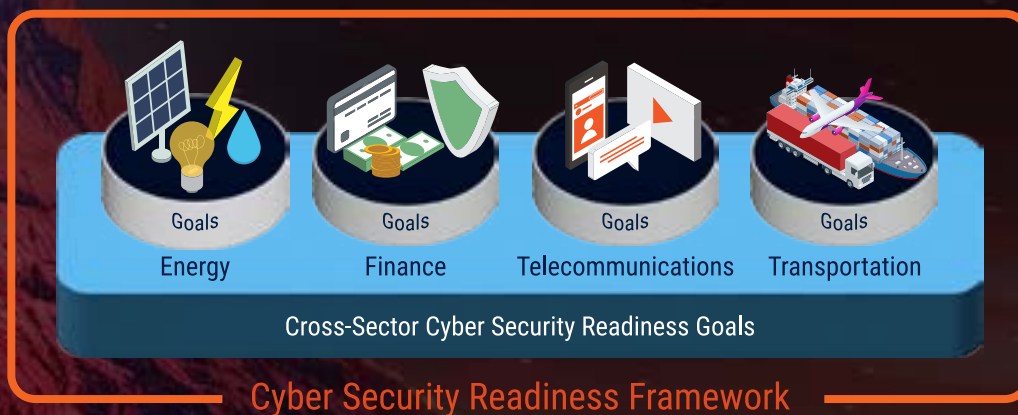 Goals Goals Goals Goals
Energy Finance Telecommunications Transportation
Cross-Sector Cyber Security Readiness Goals
Cyber Security Readiness Framework